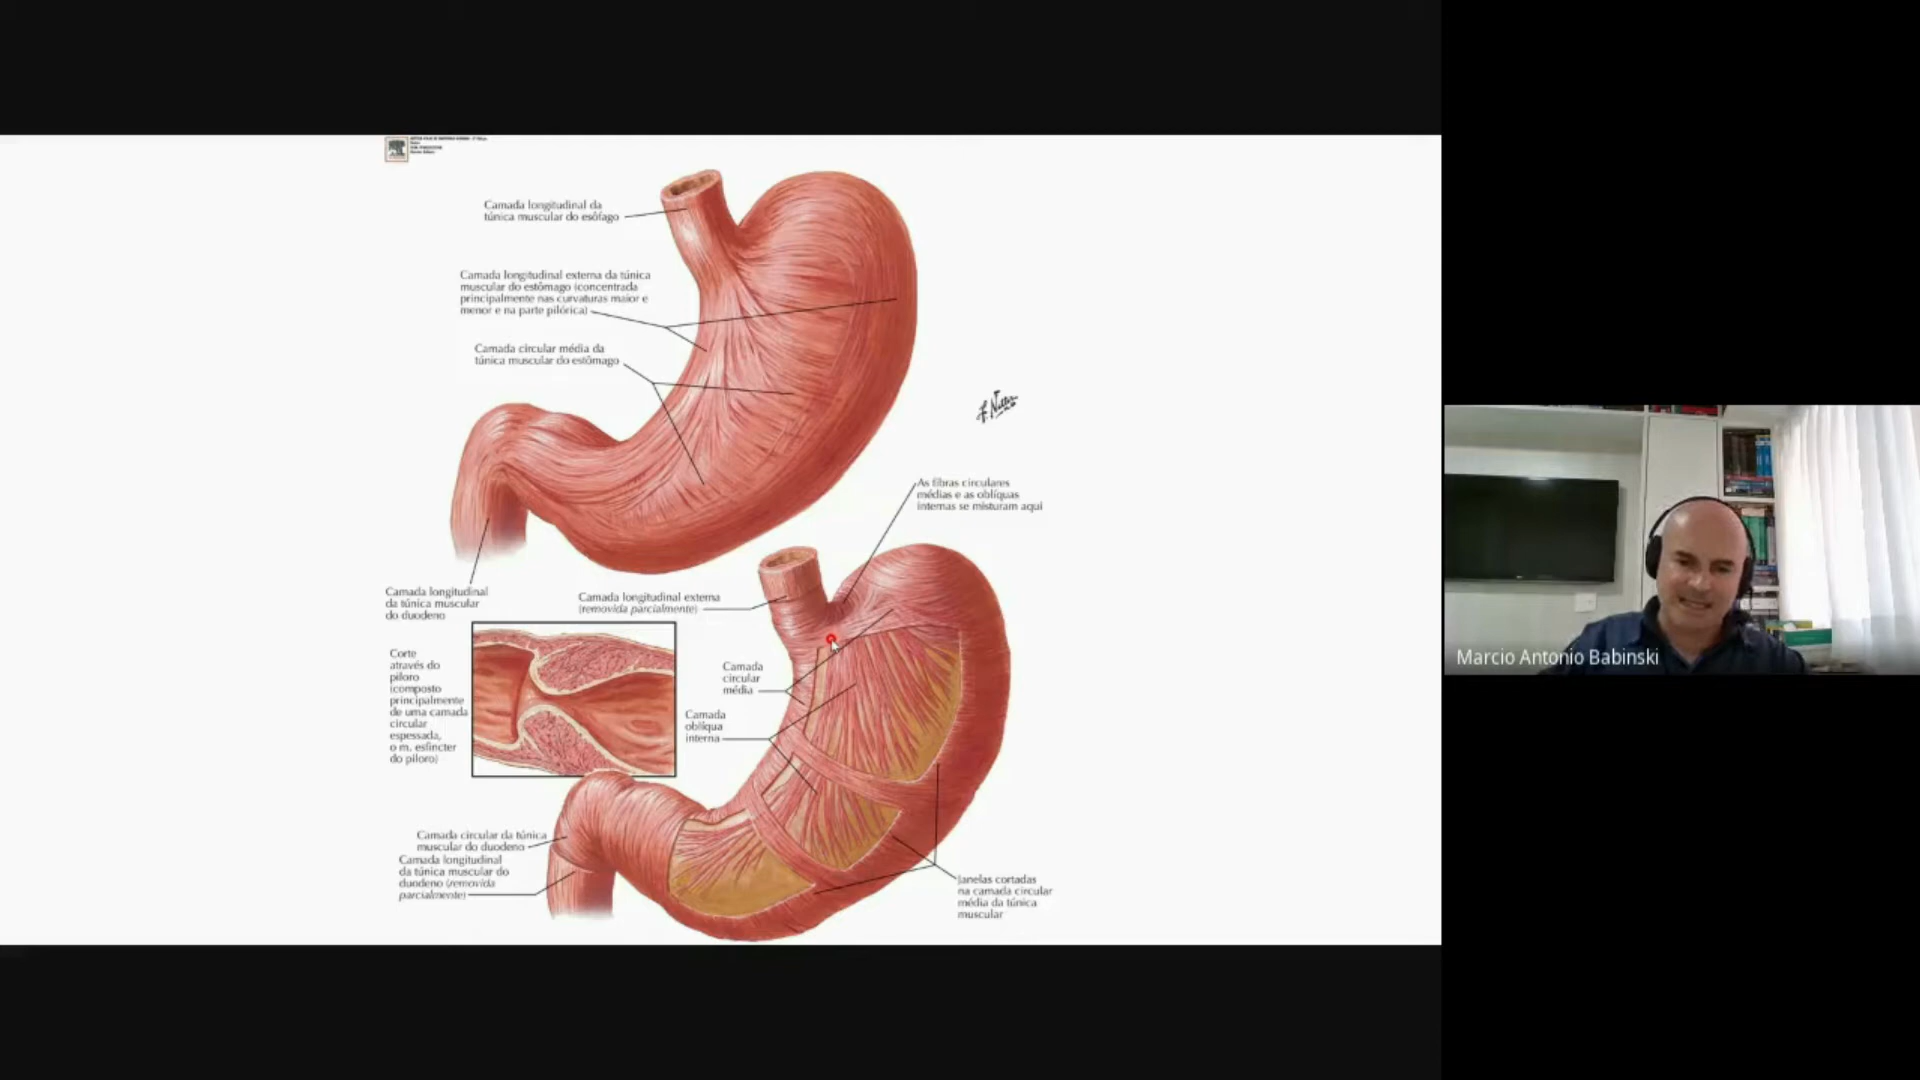 Camada longitudinal da
túnica muscular do esôfago
Camada longitudinal externa da túnica
muscular do estômago (concentrada
principalmente nas curvaturas maior e
menor e na parte pilórica)
Camada circular média da
túnica muscular do estômago
F. Netter
As fibras circulares
médias e as oblíquas
internas se misturam aqui
Camada longitudinal
da túnica muscular
do duodeno
Camada longitudinal externa
(removida parcialmente)
Corte
através do
piloro
(composto
principalmente
de uma camada
circular
espessada,
o m. esfíncter
do piloro)
Camada
circular
média
Camada
oblíqua
interna
Camada circular da túnica
muscular do duodeno
Camada longitudinal
da túnica muscular do
duodeno (removida
parcialmente)
Janelas cortadas
na camada circular
média da túnica
muscular
Marcio Antonio Babinski